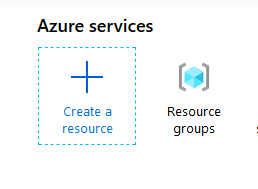 Azure services
Create a
resource
Resource
groups